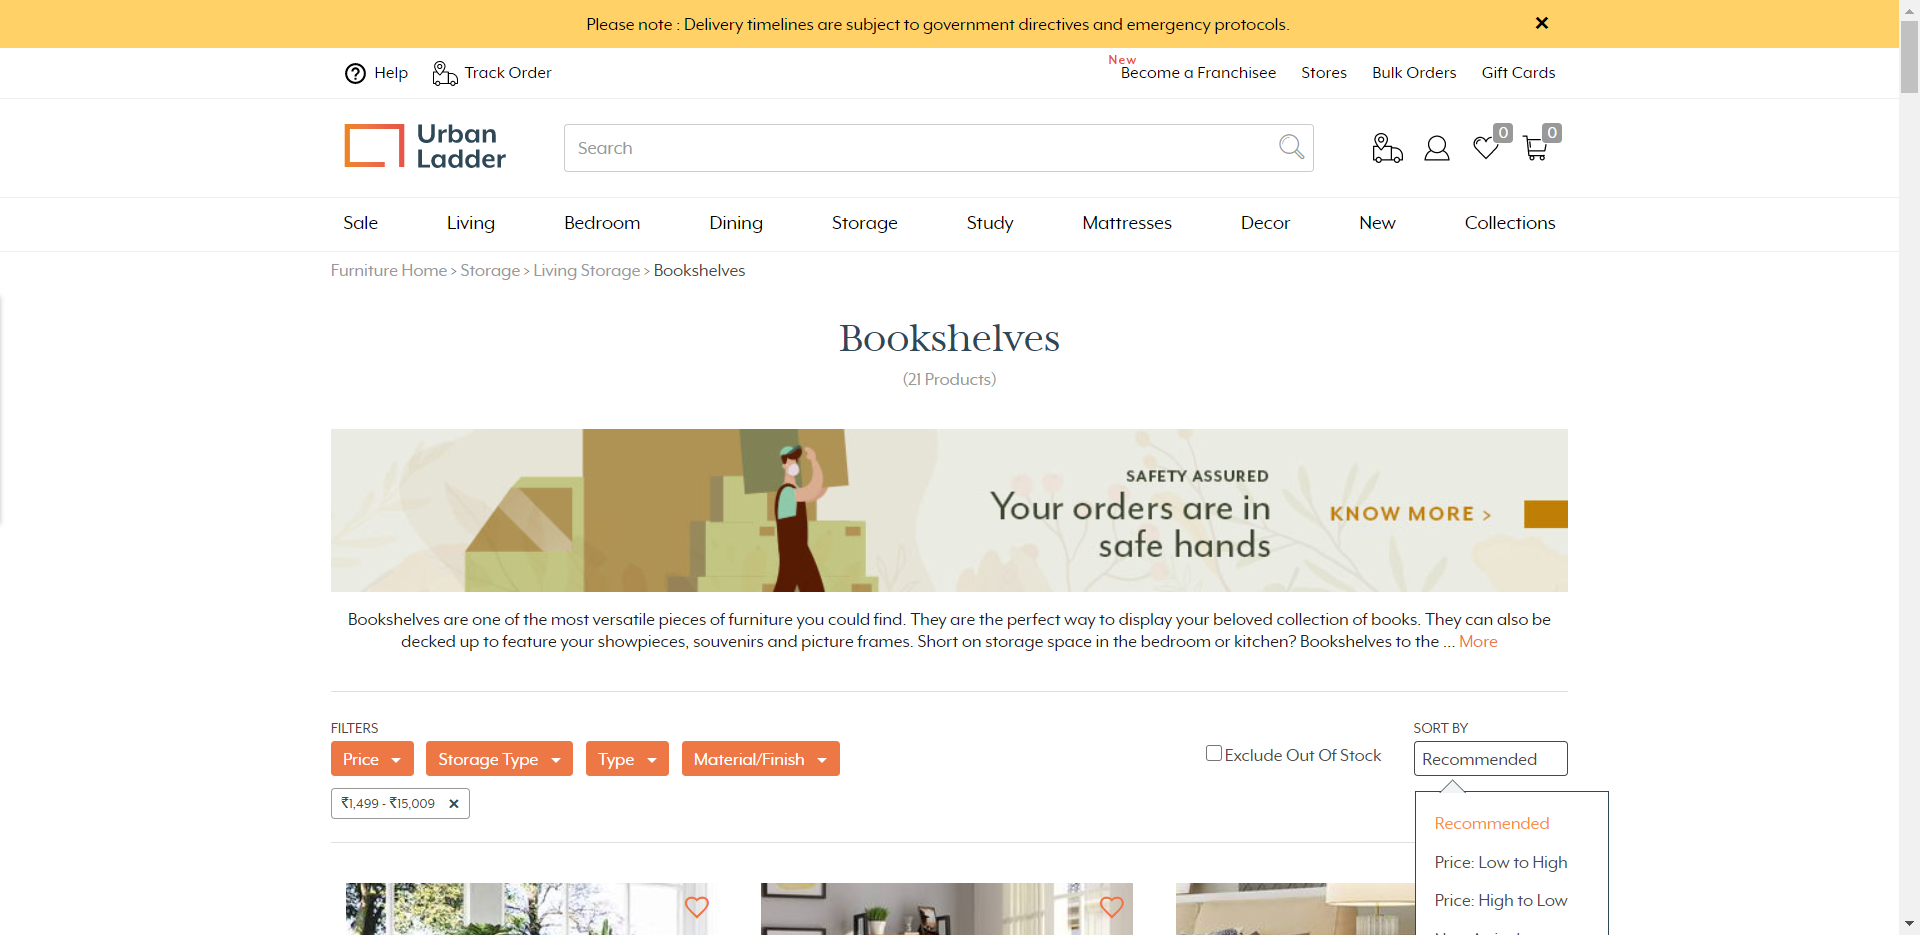 Please note : Delivery timelines are subject to government directives and emergency protocols.
Help
Track Order
New
Become a Franchisee
Stores
Bulk Orders
Gift Cards
Urban
Ladder
Search
0
0
Sale
Living
Bedroom
Dining
Storage
Study
Mattresses
Decor
New
Collections
Furniture Home > Storage > Living Storage > Bookshelves
Bookshelves
(21 Products)
SAFETY ASSURED
Your orders are in
safe hands
KNOW MORE >
Bookshelves are one of the most versatile pieces of furniture you could find. They are the perfect way to display your beloved collection of books. They can also be
decked up to feature your showpieces, souvenirs and picture frames. Short on storage space in the bedroom or kitchen? Bookshelves to the ... More
FILTERS
Price
Storage Type
Type
Material/Finish
Exclude Out Of Stock
SORT BY
Recommended
₹1,499 - ₹15,009
Recommended
Price: Low to High
Price: High to Low